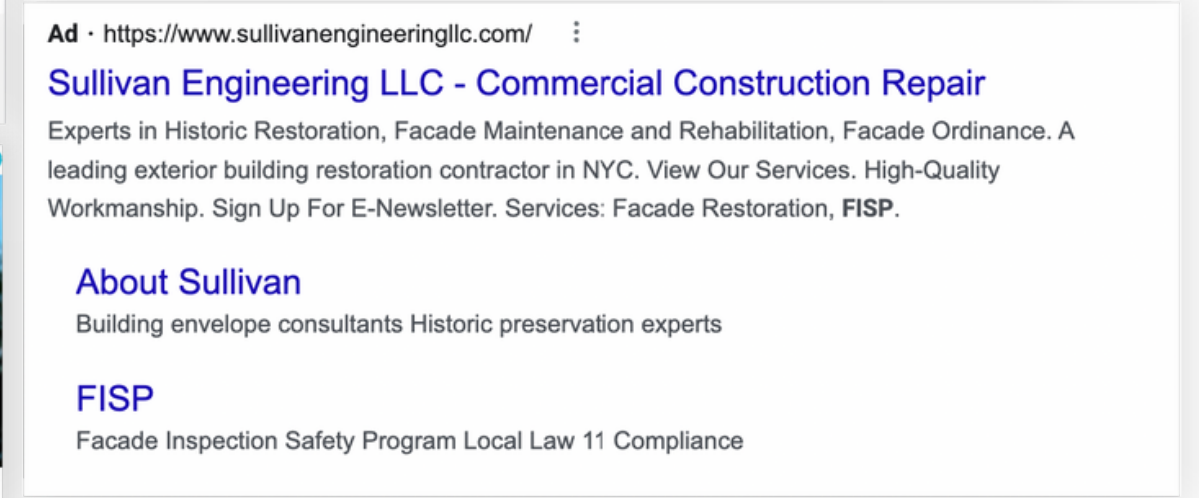 Ad · https://www.sullivanengineeringllc.com/
Sullivan Engineering LLC - Commercial Construction Repair
Experts in Historic Restoration, Facade Maintenance and Rehabilitation, Facade Ordinance. A
leading exterior building restoration contractor in NYC. View Our Services. High-Quality
Workmanship. Sign Up For E-Newsletter. Services: Facade Restoration, FISP.
About Sullivan
Building envelope consultants Historic preservation experts
FISP
Facade Inspection Safety Program Local Law 11 Compliance